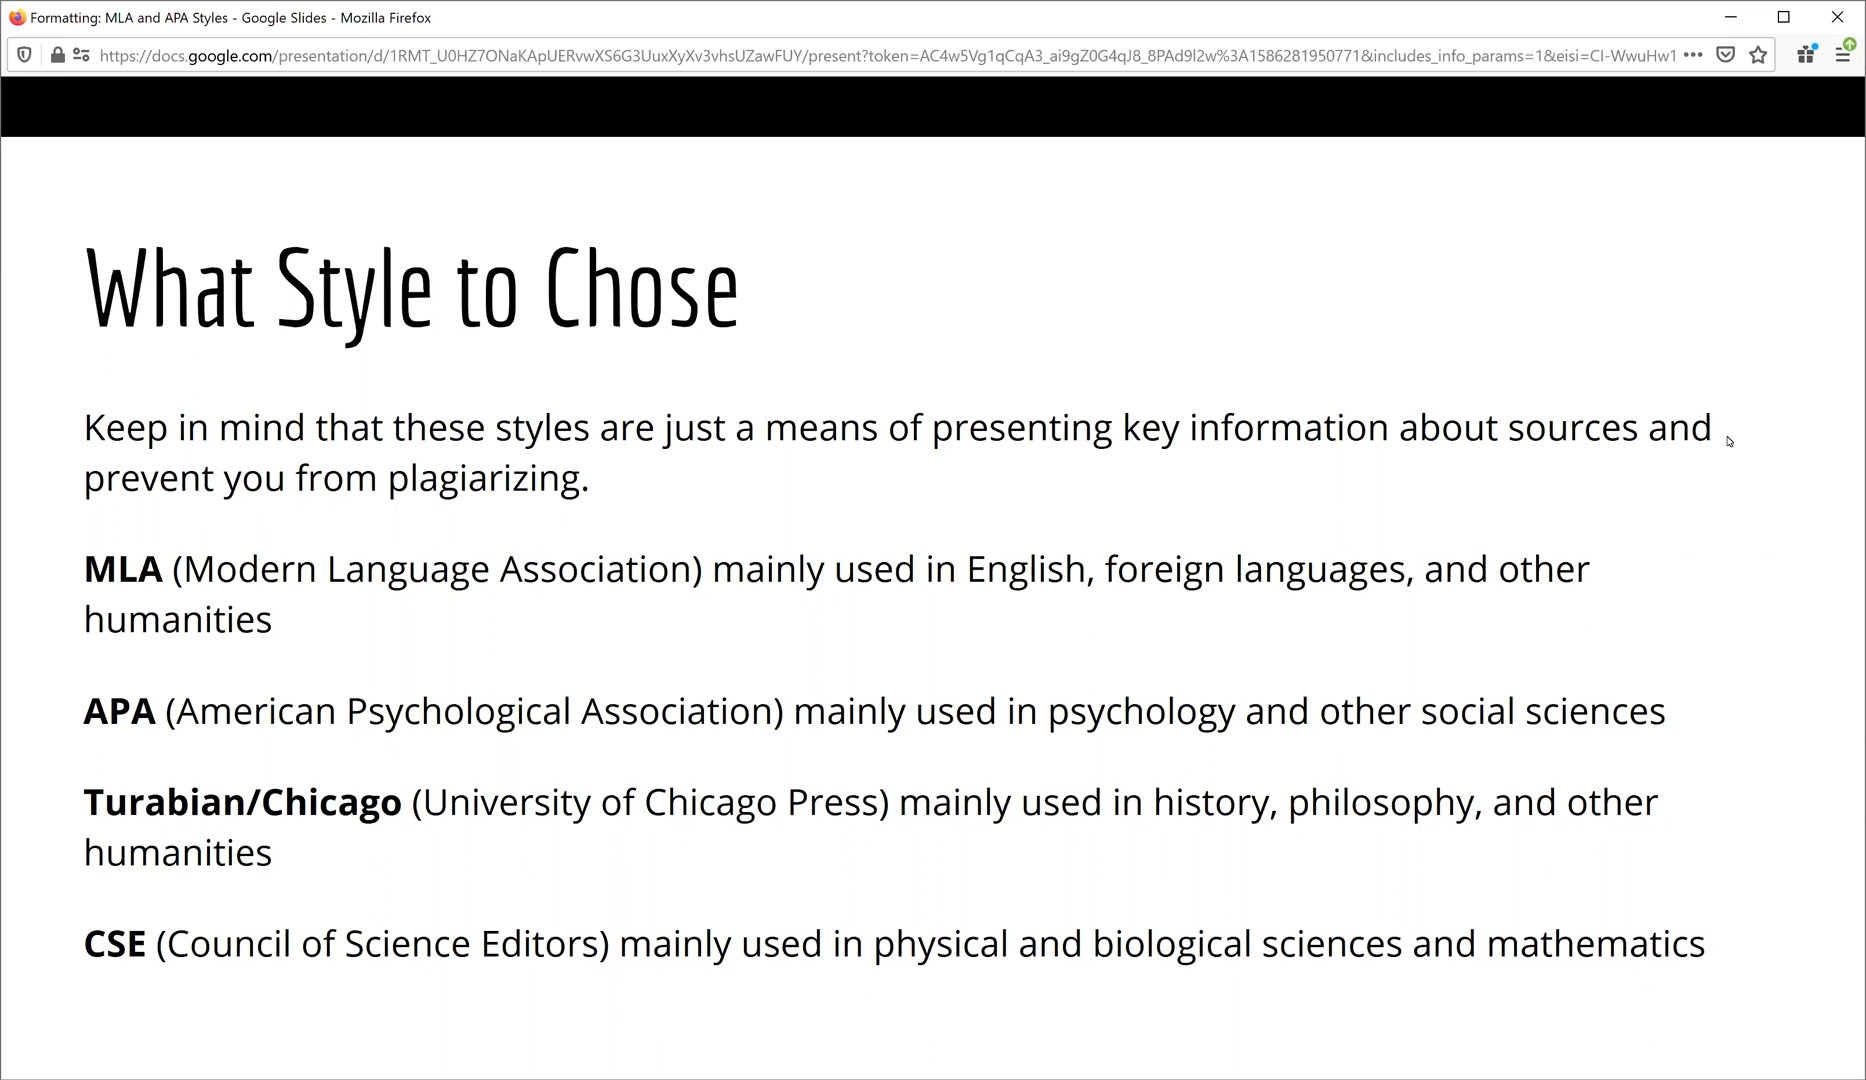 Formatting: MLA and APA Styles - Google Slides - Mozilla Firefox
https://docs.google.com/presentation/d/1RMT_U0HZ7ONaKApUERvwXS6G3UuxXyXv3vhsUZawFUY/present?token=AC4w5Vg1qCqA3_ai9gZ0G4qJ8_8PAd9l2w%3A1586281950771&includes_info_params=1&eisi=CI-WwuHw1
What Style to Chose
Keep in mind that these styles are just a means of presenting key information about sources and
prevent you from plagiarizing.
MLA (Modern Language Association) mainly used in English, foreign languages, and other
humanities
APA (American Psychological Association) mainly used in psychology and other social sciences
Turabian/Chicago (University of Chicago Press) mainly used in history, philosophy, and other
humanities
CSE (Council of Science Editors) mainly used in physical and biological sciences and mathematics